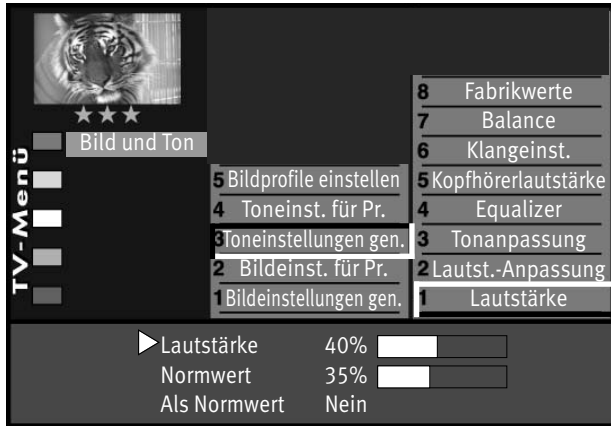 TV-Menü
Bild und Ton
5 Bildprofile einstellen
4 Toneinst. für Pr.
3 Toneinstellungen gen.
2 Bildeinst. für Pr.
1 Bildeinstellungen gen.
8 Fabrikwerte
7 Balance
6 Klangeinst.
5 Kopfhörerlautstärke
4 Equalizer
3 Tonanpassung
2 Lautst.-Anpassung
1 Lautstärke
Lautstärke 40%
Normwert 35%
Als Normwert Nein